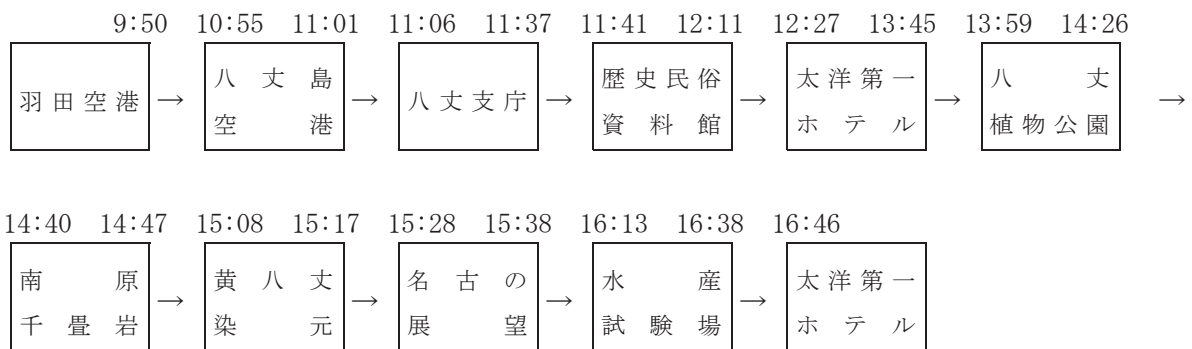 9:50 10:55 11:01 11:06 11:37 11:41 12:11 12:27 13:45 13:59 14:26
羽田空港 → 八丈島 → 八丈支庁 → 歴史民俗 → 太洋第一 → 八丈 →
空港 資料館 ホテル 植物公園
14:40 14:47 15:08 15:17 15:28 15:38 16:13 16:38 16:46
南原 → 黄八丈 → 名古の → 水産 → 太洋第一
千畳岩 染元 展望 試験場 ホテル